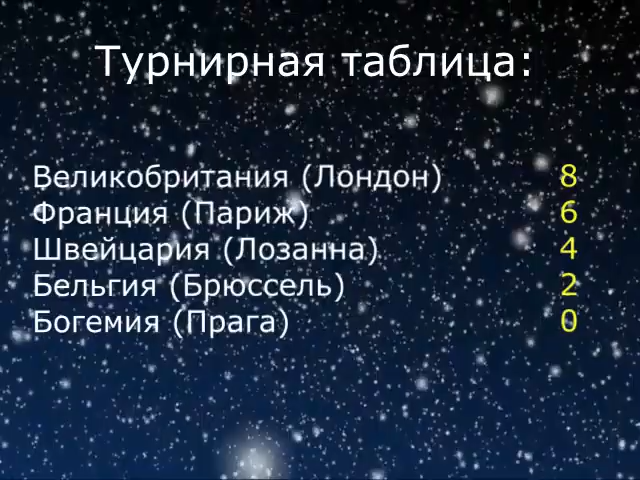 Турнирная таблица:
Великобритания (Лондон) 8
Франция (Париж) 6
Швейцария (Лозанна) 4
Бельгия (Брюссель) 2
Богемия (Прага) 0